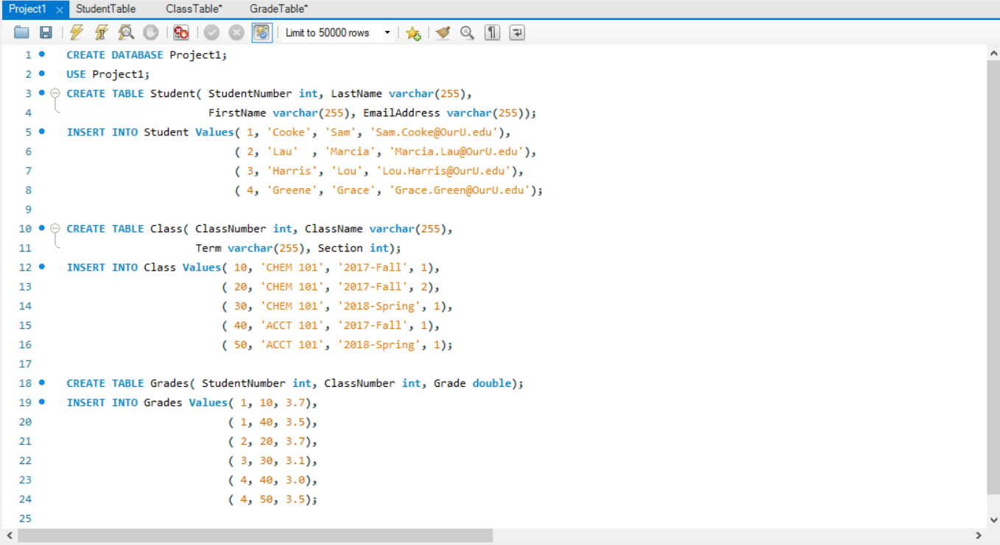 Project1 × StudentTable ClassTable* GradeTable*
Limit to 50000 rows
1 CREATE DATABASE Project1;
2 USE Project1;
3 CREATE TABLE Student( StudentNumber int, LastName varchar(255),
4 FirstName varchar(255), EmailAddress varchar(255));
5 INSERT INTO Student Values( 1, 'Cooke', 'Sam', 'Sam.Cooke@OurU.edu'),
6 ( 2, 'Lau' , 'Marcia', 'Marcia.Lau@OurU.edu'),
7 ( 3, 'Harris', 'Lou', 'Lou.Harris@OurU.edu'),
8 ( 4, 'Greene', 'Grace', 'Grace.Green@OurU.edu');
9
10 CREATE TABLE Class( ClassNumber int, ClassName varchar(255),
11 Term varchar(255), Section int);
12 INSERT INTO Class Values( 10, 'CHEM 101', '2017-Fall', 1),
13 ( 20, 'CHEM 101', '2017-Fall', 2),
14 ( 30, 'CHEM 101', '2018-Spring', 1),
15 ( 40, 'ACCT 101', '2017-Fall', 1),
16 ( 50, 'ACCT 101', '2018-Spring', 1);
17
18 CREATE TABLE Grades( StudentNumber int, ClassNumber int, Grade double);
19 INSERT INTO Grades Values( 1, 10, 3.7),
20 ( 1, 40, 3.5),
21 ( 2, 20, 3.7),
22 ( 3, 30, 3.1),
23 ( 4, 40, 3.0),
24 ( 4, 50, 3.5);
25